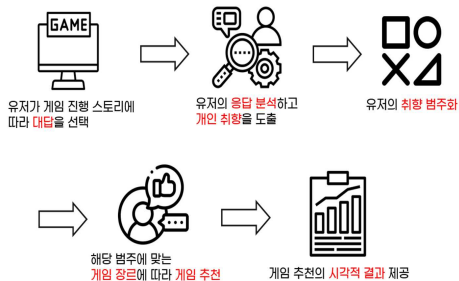 GAME
유저가 게임 진행 스토리에
따라 대답을 선택
유저의 응답 분석하고
개인 취향을 도출
유저의 취향 범주화
해당 범주에 맞는
게임 장르에 따라 게임 추천
게임 추천의 시각적 결과 제공